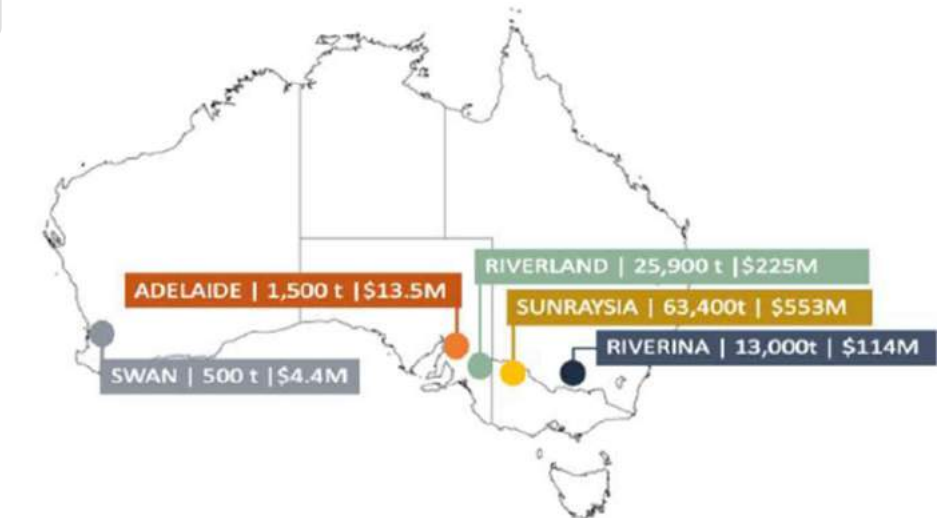 RIVERLAND | 25,900 t |$225M
ADELAIDE | 1,500 t |$13.5M
SUNRAYSIA | 63,400t | $553M
RIVERINA | 13,000t | $114M
SWAN | 500 t |$4.4M